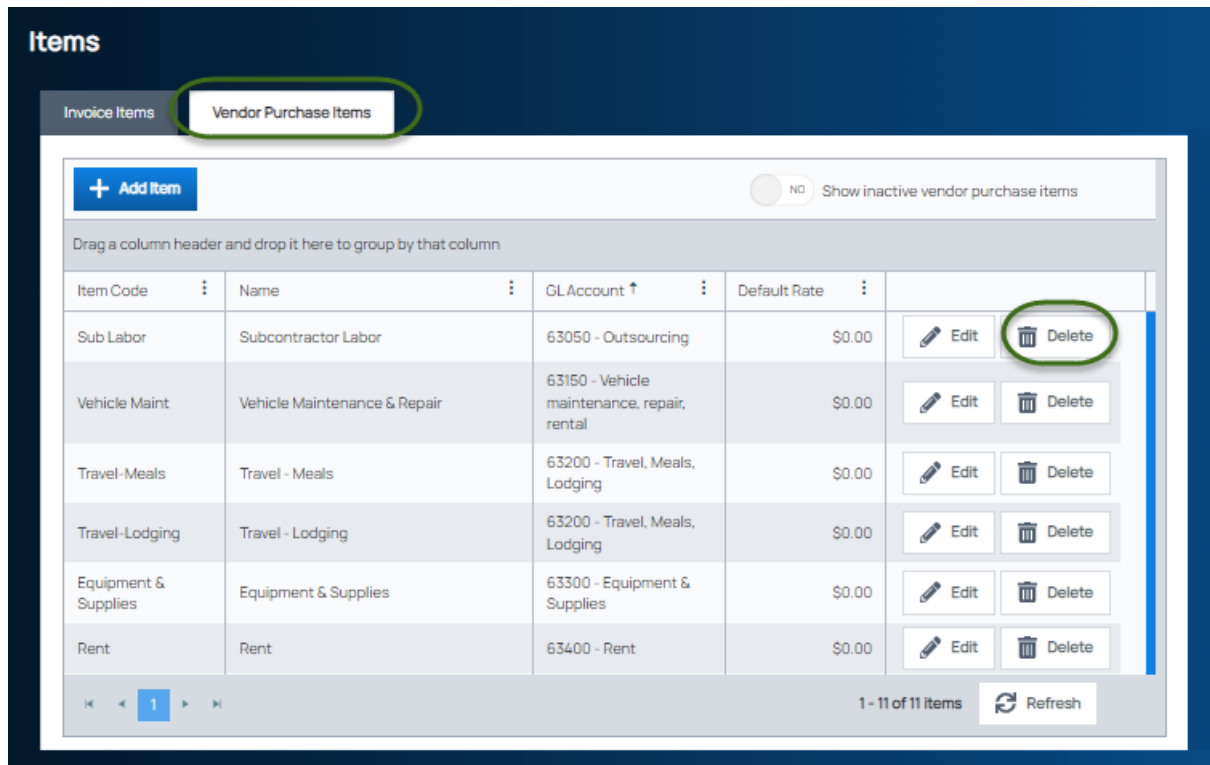 Items
Invoice Items Vendor Purchase Items
Add Item NO Show inactive vendor purchase items
Drag a column header and drop it here to group by that column
Item Code Name GL Account ↑ Default Rate
Sub Labor Subcontractor Labor 63050 - Outsourcing $0.00 Edit Delete
Vehicle Maint Vehicle Maintenance & Repair 63150 - Vehicle
maintenance, repair,
rental $0.00 Edit Delete
Travel-Meals Travel - Meals 63200 - Travel, Meals,
Lodging $0.00 Edit Delete
Travel-Lodging Travel - Lodging 63200 - Travel, Meals,
Lodging $0.00 Edit Delete
Equipment &
Supplies Equipment & Supplies 63300 - Equipment &
Supplies $0.00 Edit Delete
Rent Rent 63400 - Rent $0.00 Edit Delete
1 1 - 11 of 11 items Refresh